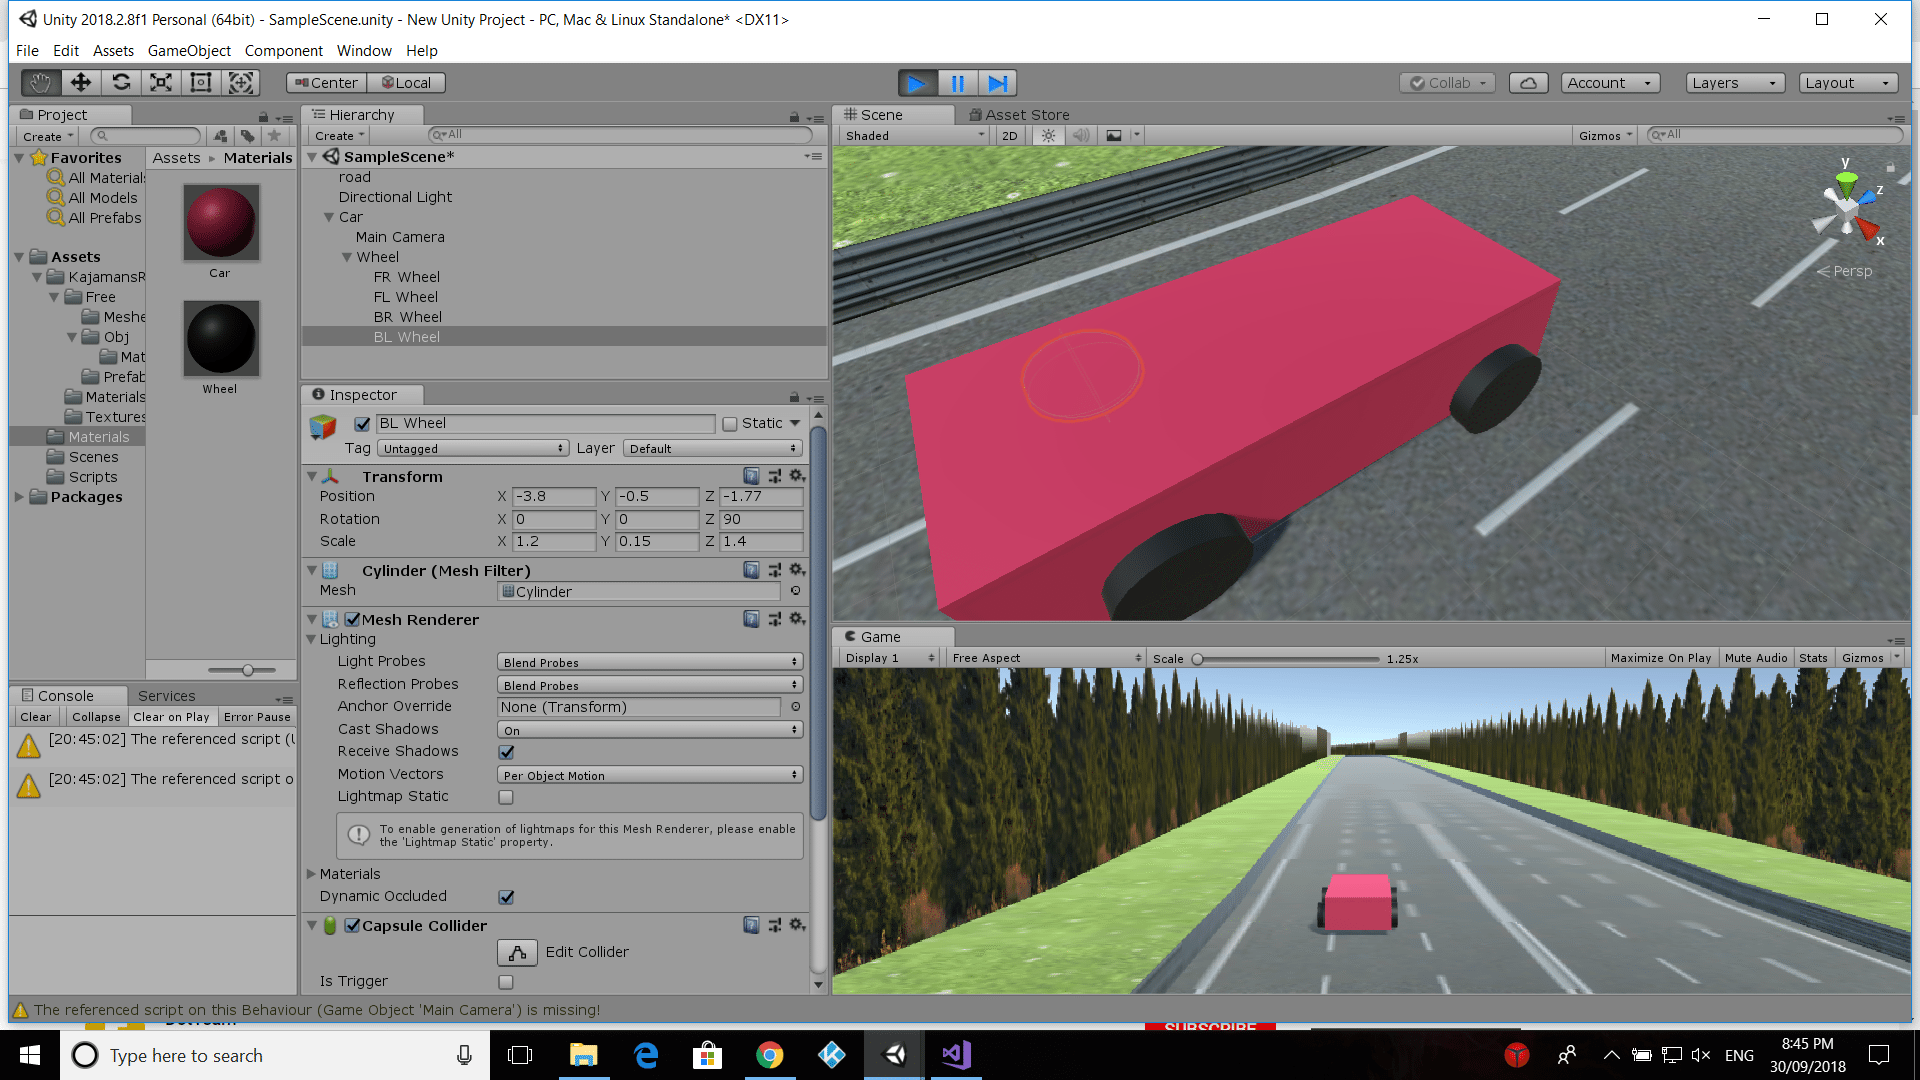 Unity 2018.2.8f1 Personal (64bit) - SampleScene.unity - New Unity Project - PC, Mac & Linux Standalone* <DX11>
File Edit Assets GameObject Component Window Help
Center Local Collab Account Layers Layout
Project
Create
Favorites
All Material
All Models
All Prefabs
Assets
KajamansR
Free
Meshe
Obj
Mat
Prefab
Materials
Textures
Materials
Scenes
Scripts
Packages
Assets Materials
Car
Wheel
Console Services
Clear Collapse Clear on Play Error Pause
[20:45:02] The referenced script (U
[20:45:02] The referenced script o
Hierarchy
Create All
SampleScene*
road
Directional Light
Car
Main Camera
Wheel
FR Wheel
FL Wheel
BR Wheel
BL Wheel
Inspector
BL Wheel Static
Tag Untagged Layer Default
Transform
Position X -3.8 Y -0.5 Z -1.77
Rotation X 0 Y 0 Z 90
Scale X 1.2 Y 0.15 Z 1.4
Cylinder (Mesh Filter)
Mesh Cylinder
Mesh Renderer
Lighting
Light Probes Blend Probes
Reflection Probes Blend Probes
Anchor Override None (Transform)
Cast Shadows On
Receive Shadows
Motion Vectors Per Object Motion
Lightmap Static
To enable generation of lightmaps for this Mesh Renderer, please enable
the 'Lightmap Static' property.
Materials
Dynamic Occluded
Capsule Collider
Edit Collider
Is Trigger
Scene Asset Store
Shaded 2D Gizmos All
y
z
x
Persp
Game
Display 1 Free Aspect Scale 1.25x Maximize On Play Mute Audio Stats Gizmos
The referenced script on this Behaviour (Game Object 'Main Camera') is missing!
SUBSCRIBE
Type here to search
ENG
8:45 PM
30/09/2018